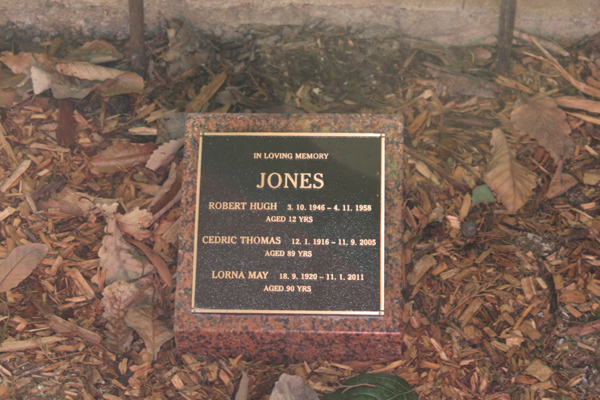 IN LOVING MEMORY
JONES
ROBERT HUGH 3. 10. 1946 – 4. 11. 1958
AGED 12 YRS
CEDRIC THOMAS 12. 1. 1916 – 11. 9. 2005
AGED 89 YRS
LORNA MAY 18. 9. 1920 – 11. 1. 2011
AGED 90 YRS